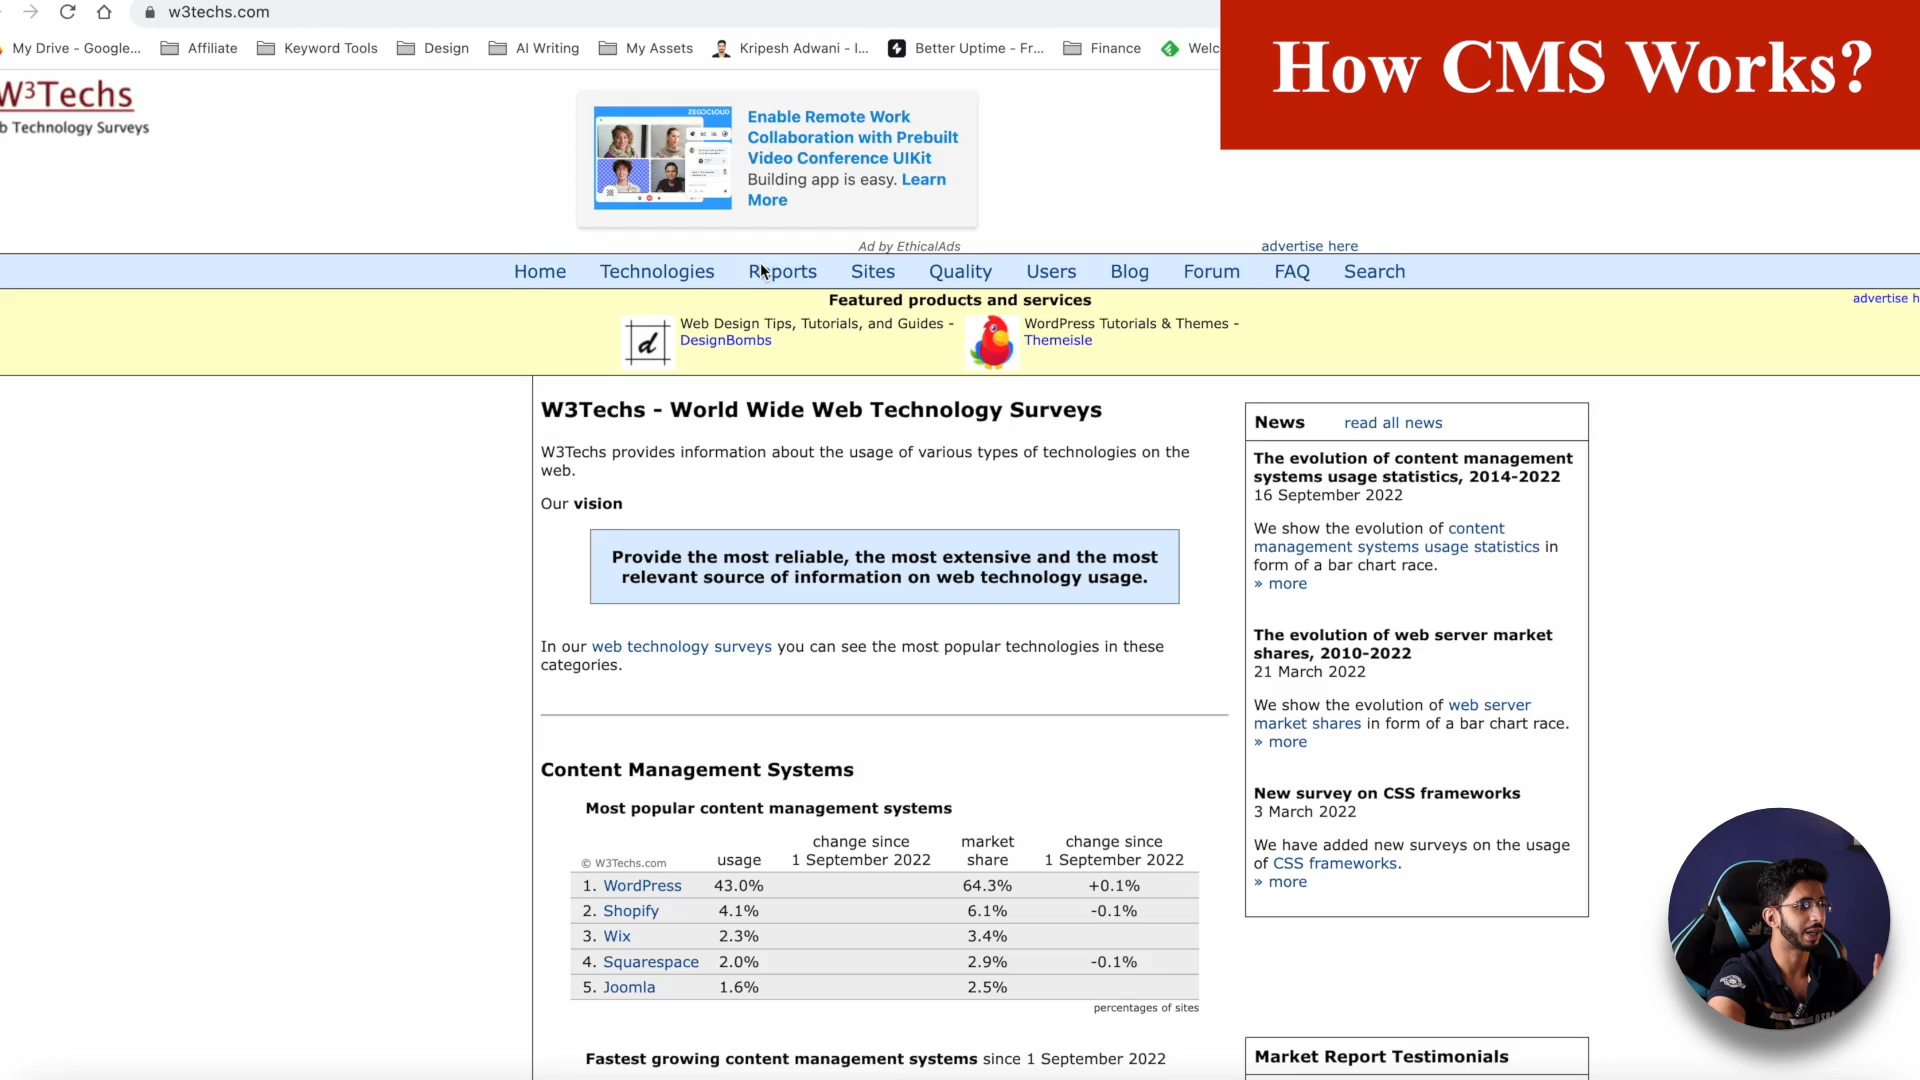 w3techs.com
How CMS Works?
My Drive - Google...
Affiliate
Keyword Tools
Design
AI Writing
My Assets
Kripesh Adwani - I...
Better Uptime - Fr...
Finance
Welc
W3Techs
b Technology Surveys
ZEGOCLOUD
Enable Remote Work
Collaboration with Prebuilt
Video Conference UIKit
Building app is easy. Learn
More
Ad by EthicalAds
advertise here
Home
Technologies
Reports
Sites
Quality
Users
Blog
Forum
FAQ
Search
Featured products and services
advertise h
d
Web Design Tips, Tutorials, and Guides -
DesignBombs
WordPress Tutorials & Themes -
Themeisle
W3Techs - World Wide Web Technology Surveys
W3Techs provides information about the usage of various types of technologies on the
web.
Our vision
Provide the most reliable, the most extensive and the most
relevant source of information on web technology usage.
In our web technology surveys you can see the most popular technologies in these
categories.
Content Management Systems
Most popular content management systems
© W3Techs.com
usage
change since
1 September 2022
market
share
change since
1 September 2022
1. WordPress 43.0% 64.3% +0.1%
2. Shopify 4.1% 6.1% -0.1%
3. Wix 2.3% 3.4%
4. Squarespace 2.0% 2.9% -0.1%
5. Joomla 1.6% 2.5%
percentages of sites
Fastest growing content management systems since 1 September 2022
News read all news
The evolution of content management
systems usage statistics, 2014-2022
16 September 2022
We show the evolution of content
management systems usage statistics in
form of a bar chart race.
» more
The evolution of web server market
shares, 2010-2022
21 March 2022
We show the evolution of web server
market shares in form of a bar chart race.
» more
New survey on CSS frameworks
3 March 2022
We have added new surveys on the usage
of CSS frameworks.
» more
Market Report Testimonials